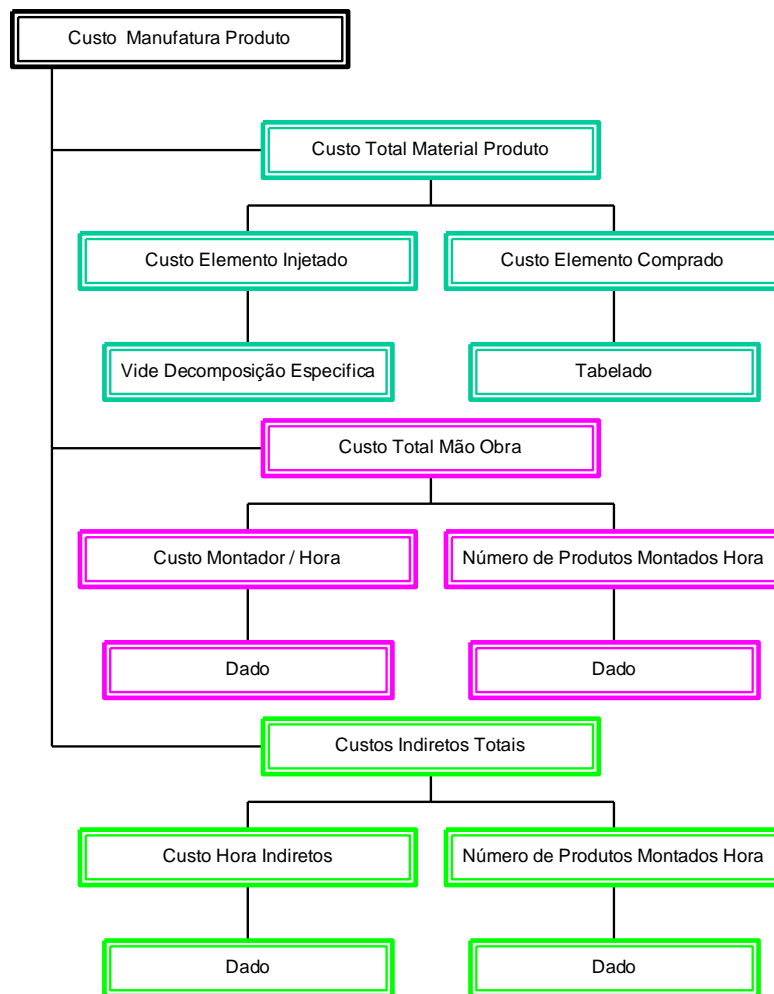 Custo Manufatura Produto
Custo Total Material Produto
Custo Elemento Injetado
Custo Elemento Comprado
Vide Decomposição Especifica
Tabelado
Custo Total Mão Obra
Custo Montador / Hora
Número de Produtos Montados Hora
Dado
Dado
Custos Indiretos Totais
Custo Hora Indiretos
Número de Produtos Montados Hora
Dado
Dado